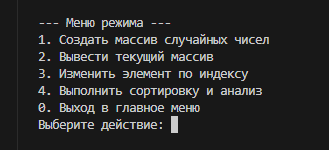 --- Меню режима ---
1. Создать массив случайных чисел
2. Вывести текущий массив
3. Изменить элемент по индексу
4. Выполнить сортировку и анализ
0. Выход в главное меню
Выберите действие: